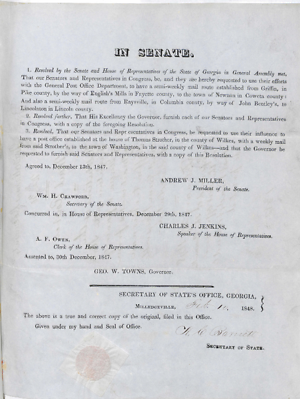 IN SENATE.
1. Resolved by the Senate and House of Representatives of the State of Georgia in General Assembly met,
That our Senators and Representatives in Congress, be, and they are hereby requested to use their efforts
with the General Post Office Department, to have a semi-weekly mail route established from Griffin, in
Pike county, by the way of English's Mills in Fayette county, to the town of Newnan in Coweta county:
And also a semi-weekly mail route from Raysville, in Columbia county, by way of John Bentley's, to
Lincolnton in Lincoln county.
2. Resolved further, That His Excellency the Governor, furnish each of our Senators and Representatives
in Congress, with a copy of the foregoing Resolution.
3. Resolved, That our Senators and Representatives in Congress, be requested to use their influence to
have a post office established at the house of Thomas in the county of Wilkes, with a weekly mail
from said to the town of Washington, in the said county of Wilkes—and that the Governor be
requested to furnish said Senators and Representatives, with a copy of this Resolution.
Agreed to December 13th, 1847.
ANDREW J. MILLER,
President of the Senate.
Wm. H. Crawford,
Secretary of the Senate.
Concurred in, in House of Representatives, December 20th, 1847.
CHARLES J. JENKINS,
Speaker of the House of Representatives.
A. F. Owen,
Clerk of the House of Representatives.
Assented to, 30th December, 1847.
GEO. W. TOWNS, Governor.
SECRETARY OF STATE'S OFFICE, GEORGIA,
Milledgeville, 1848.
The above is a true and correct copy of the original, filed in this Office.
Given under my hand and Seal of Office.
Secretary of State.